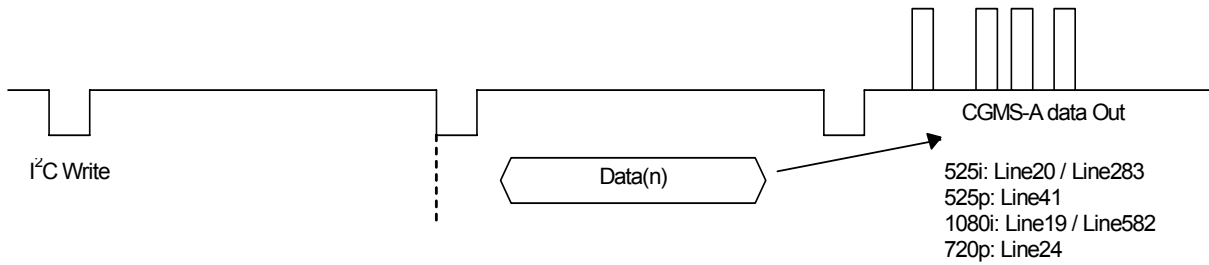 CGMS-A data Out
I²C Write
Data(n)
525i: Line20 / Line283
525p: Line41
1080i: Line19 / Line582
720p: Line24